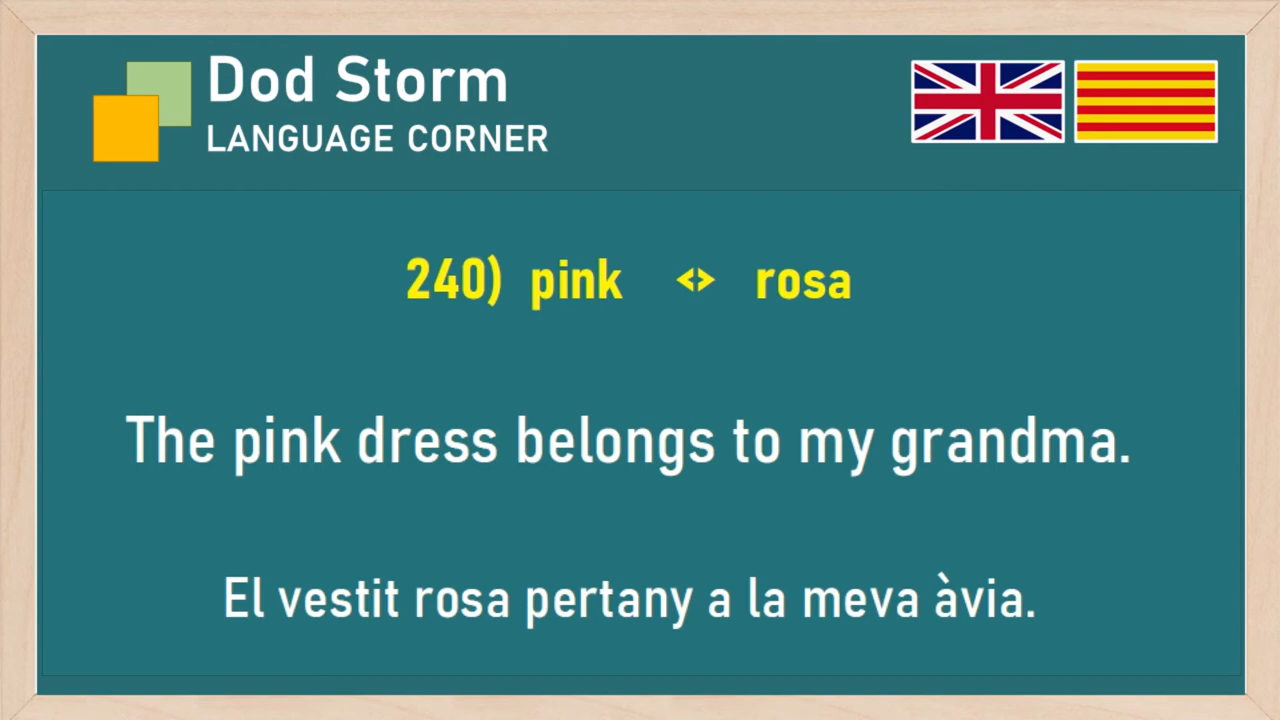 Dod Storm
LANGUAGE CORNER
240) pink <> rosa
The pink dress belongs to my grandma.
El vestit rosa pertany a la meva àvia.